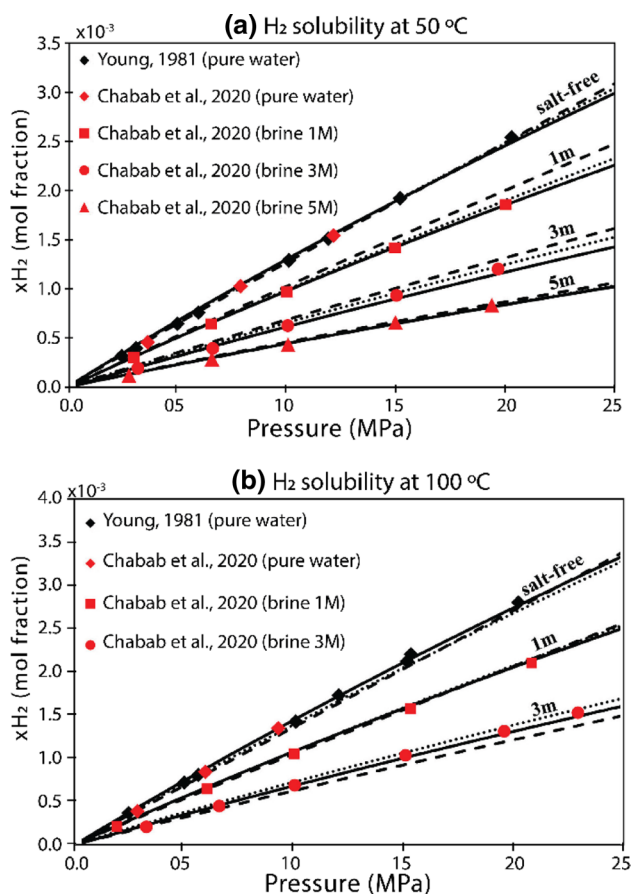 (a) H₂ solubility at 50 ºC
x10⁻³
3.5
3.0
2.5
2.0
1.5
1.0
0.5
0.0
xH₂ (mol fraction)
Young, 1981 (pure water)
Chabab et al., 2020 (pure water)
Chabab et al., 2020 (brine 1M)
Chabab et al., 2020 (brine 3M)
Chabab et al., 2020 (brine 5M)
salt-free
1m
3m
5m
0.0 05 10 15 20 25
Pressure (MPa)
(b) H₂ solubility at 100 ºC
x10⁻³
4.0
3.5
3.0
2.5
2.0
1.5
1.0
0.5
0.0
xH₂ (mol fraction)
Young, 1981 (pure water)
Chabab et al., 2020 (pure water)
Chabab et al., 2020 (brine 1M)
Chabab et al., 2020 (brine 3M)
salt-free
1m
3m
0.0 05 10 15 20 25
Pressure (MPa)